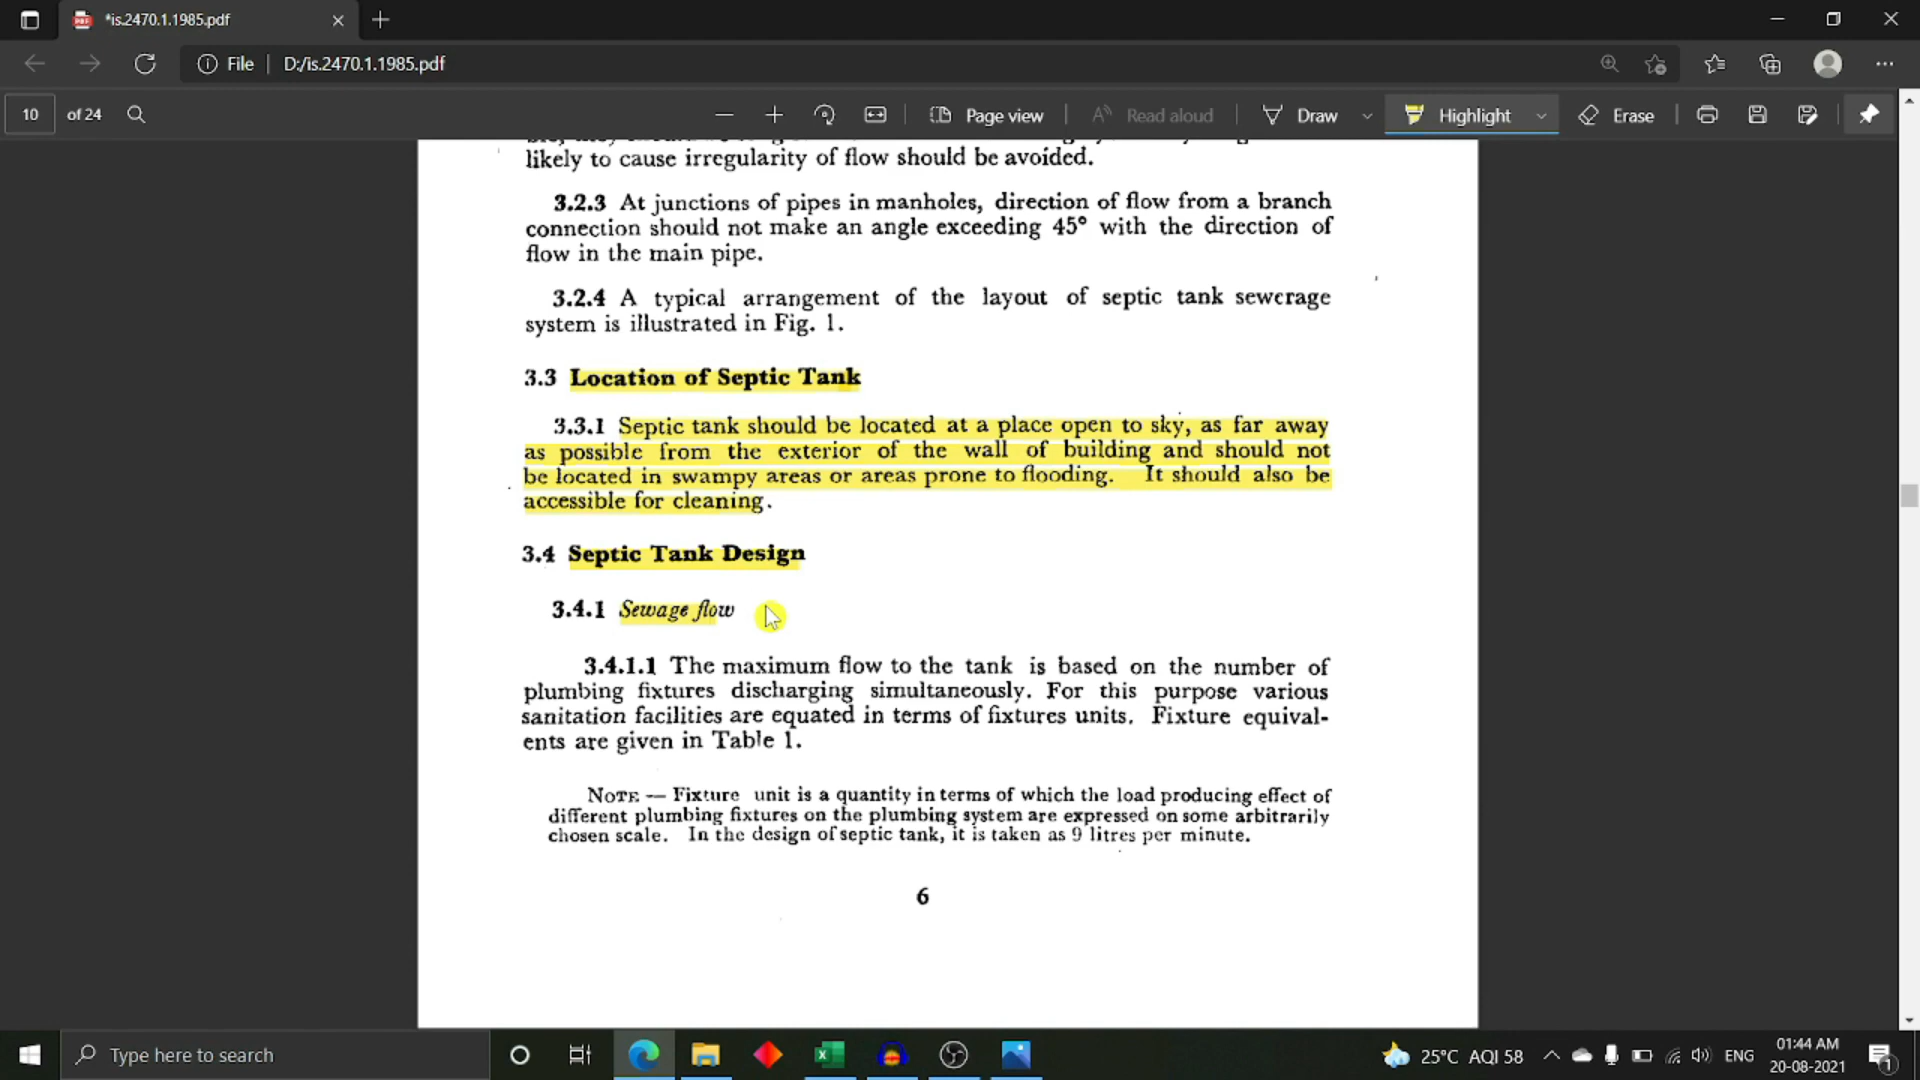 *is.2470.1.1985.pdf
File
D:/is.2470.1.1985.pdf
10
of 24
Page view
Read aloud
Draw
Highlight
Erase
likely to cause irregularity of flow should be avoided.
3.2.3 At junctions of pipes in manholes, direction of flow from a branch
connection should not make an angle exceeding 45° with the direction of
flow in the main pipe.
3.2.4 A typical arrangement of the layout of septic tank sewerage
system is illustrated in Fig. 1.
3.3 Location of Septic Tank
3.3.1 Septic tank should be located at a place open to sky, as far away
as possible from the exterior of the wall of building and should not
be located in swampy areas or areas prone to flooding. It should also be
accessible for cleaning.
3.4 Septic Tank Design
3.4.1 Sewage flow
3.4.1.1 The maximum flow to the tank is based on the number of
plumbing fixtures discharging simultaneously. For this purpose various
sanitation facilities are equated in terms of fixtures units. Fixture equival-
ents are given in Table 1.
NOTE — Fixture unit is a quantity in terms of which the load producing effect of
different plumbing fixtures on the plumbing system are expressed on some arbitrarily
chosen scale. In the design of septic tank, it is taken as 9 litres per minute.
6
Type here to search
25°C AQI 58
ENG
01:44 AM
20-08-2021
1